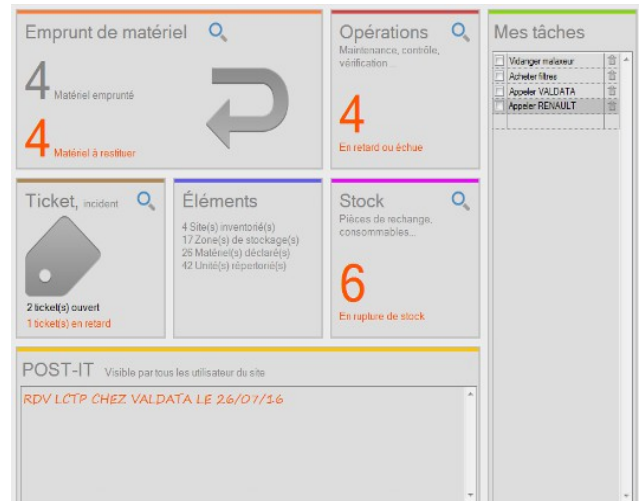 Emprunt de matériel
4 Matériel emprunté
4 Matériel à restituer
Opérations
Maintenance, contrôle,
vérification...
4
En retard ou échue
Mes tâches
Vidanger malaxeur
Acheter filtres
Appeler VALDATA
Appeler RENAULT
Ticket, incident
2 ticket(s) ouvert
1 ticket(s) en retard
Éléments
4 Site(s) inventorié(s)
17 Zone(s) de stockage(s)
26 Matériel(s) déclaré(s)
42 Unité(s) répertorié(s)
Stock
Pièces de rechange,
consommables...
6
En rupture de stock
POST-IT Visible par tous les utilisateur du site
RDV LCTP CHEZ VALDATA LE 26/07/16